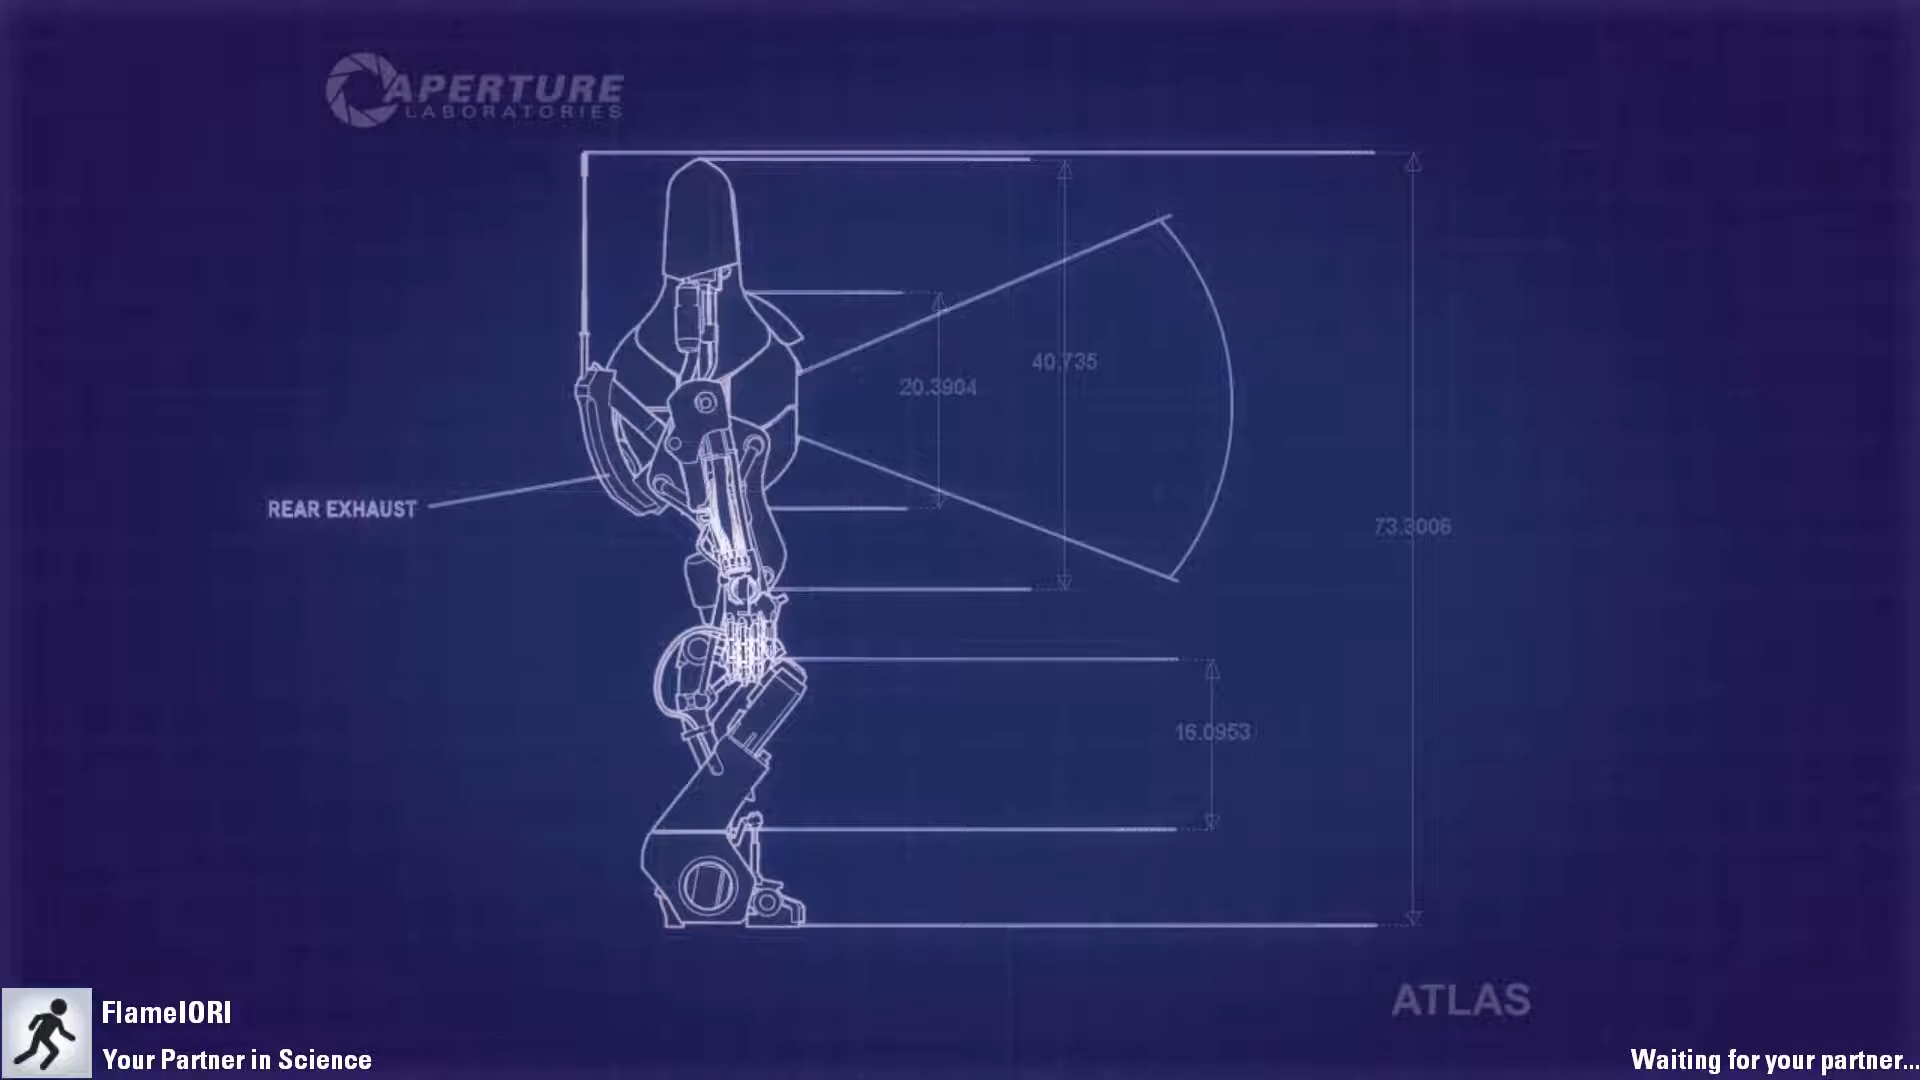 APERTURE
LABORATORIES
40.735
20.3904
REAR EXHAUST
73.3006
16.0953
ATLAS
FlameIORI
Your Partner in Science
Waiting for your partner...